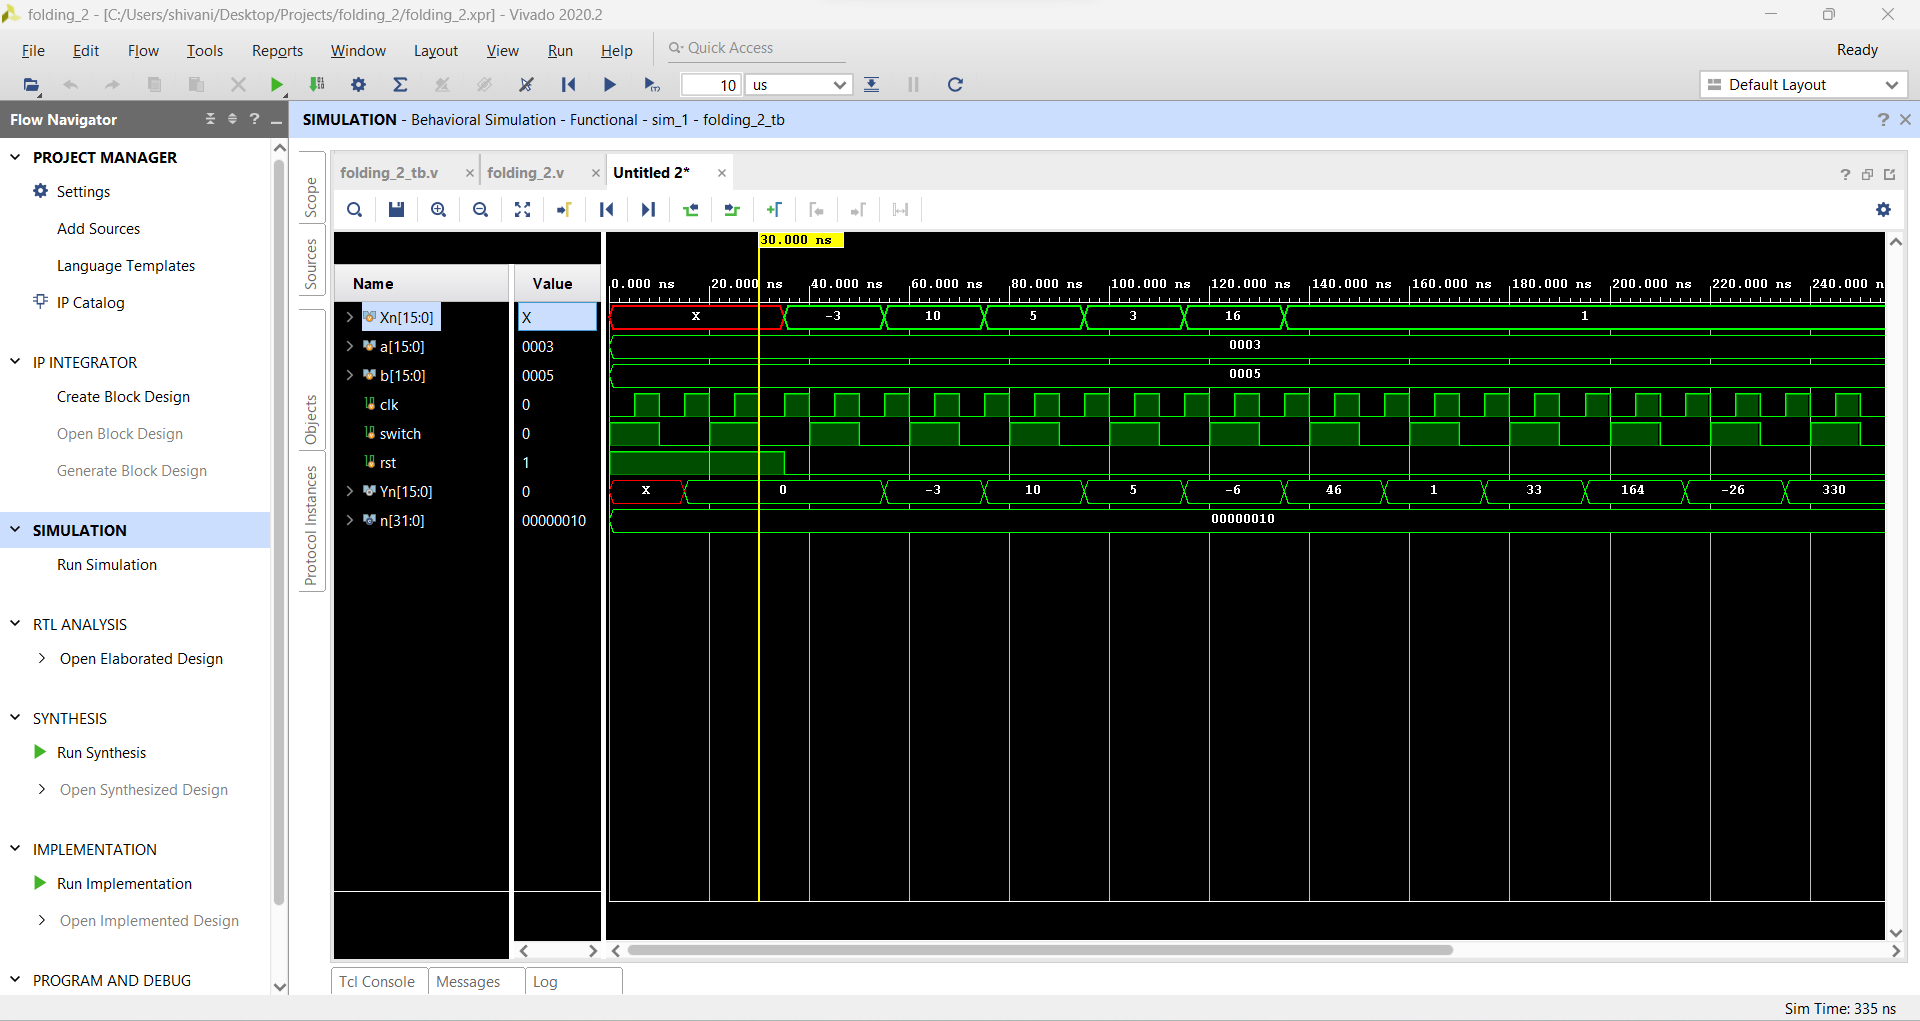 folding_2 - [C:/Users/shivani/Desktop/Projects/folding_2/folding_2.xpr] - Vivado 2020.2
File Edit Flow Tools Reports Window Layout View Run Help Quick Access Ready
10 us Default Layout
Flow Navigator
SIMULATION - Behavioral Simulation - Functional - sim_1 - folding_2_tb
PROJECT MANAGER
Settings
Add Sources
Language Templates
IP Catalog
IP INTEGRATOR
Create Block Design
Open Block Design
Generate Block Design
SIMULATION
Run Simulation
RTL ANALYSIS
Open Elaborated Design
SYNTHESIS
Run Synthesis
Open Synthesized Design
IMPLEMENTATION
Run Implementation
Open Implemented Design
PROGRAM AND DEBUG
Scope
Sources
Objects
Protocol Instances
folding_2_tb.v folding_2.v Untitled 2*
30.000 ns
Name Value
0.000 ns 20.000 ns 40.000 ns 60.000 ns 80.000 ns 100.000 ns 120.000 ns 140.000 ns 160.000 ns 180.000 ns 200.000 ns 220.000 ns 240.000 n
Xn[15:0] X X -3 10 5 3 16 1
a[15:0] 0003 0003
b[15:0] 0005 0005
clk 0
switch 0
rst 1
Yn[15:0] 0 X 0 -3 10 5 -6 46 1 33 164 -26 330
n[31:0] 00000010 00000010
Tcl Console Messages Log
Sim Time: 335 ns